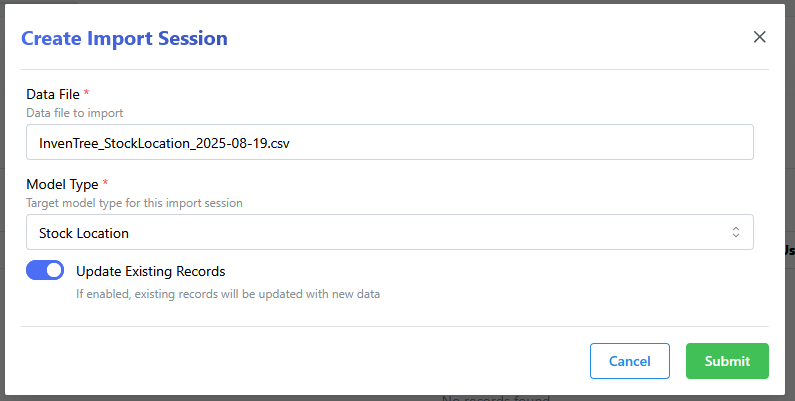 Create Import Session
Data File *
Data file to import
InvenTree_StockLocation_2025-08-19.csv
Model Type *
Target model type for this import session
Stock Location
Us
Update Existing Records
If enabled, existing records will be updated with new data
Cancel
Submit
No records found